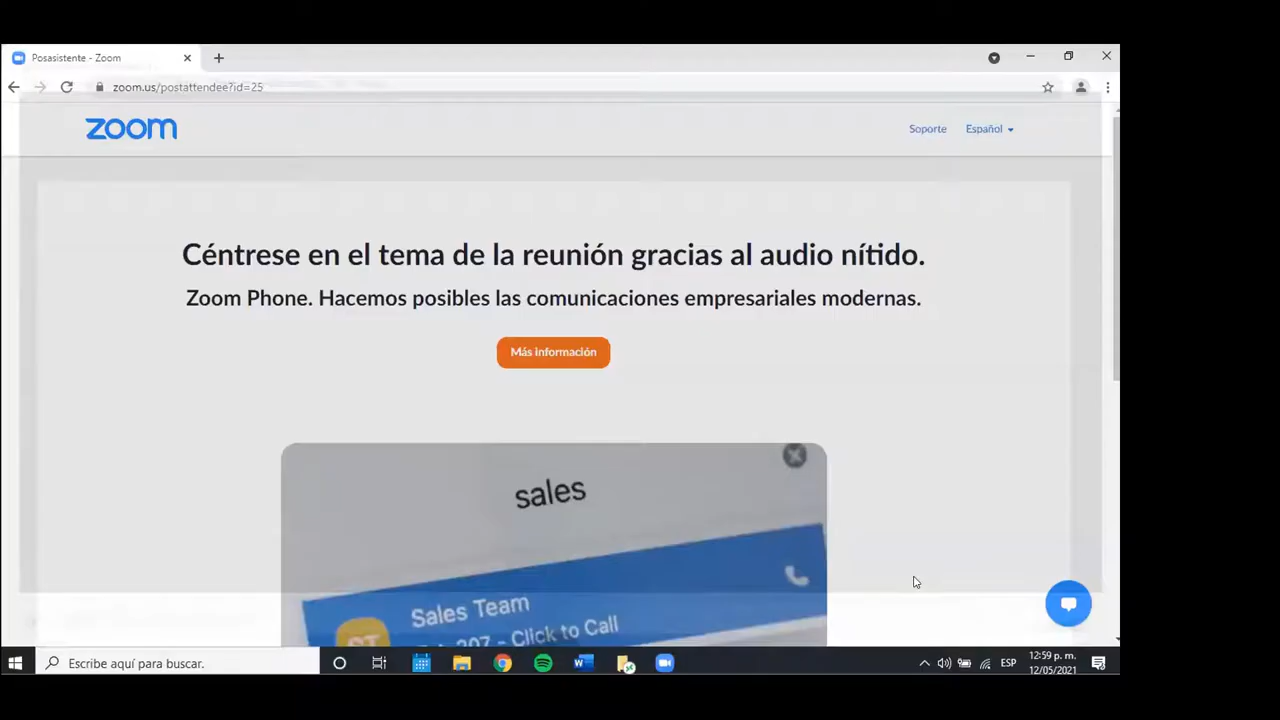 Posasistente - Zoom
zoom.us/postattendee?id=25
zoom
Soporte
Español
Céntrese en el tema de la reunión gracias al audio nítido.
Zoom Phone. Hacemos posibles las comunicaciones empresariales modernas.
Más información
sales
Sales Team
207 - Click to Call
Escribe aquí para buscar.
ESP
12:59 p. m.
12/05/2021